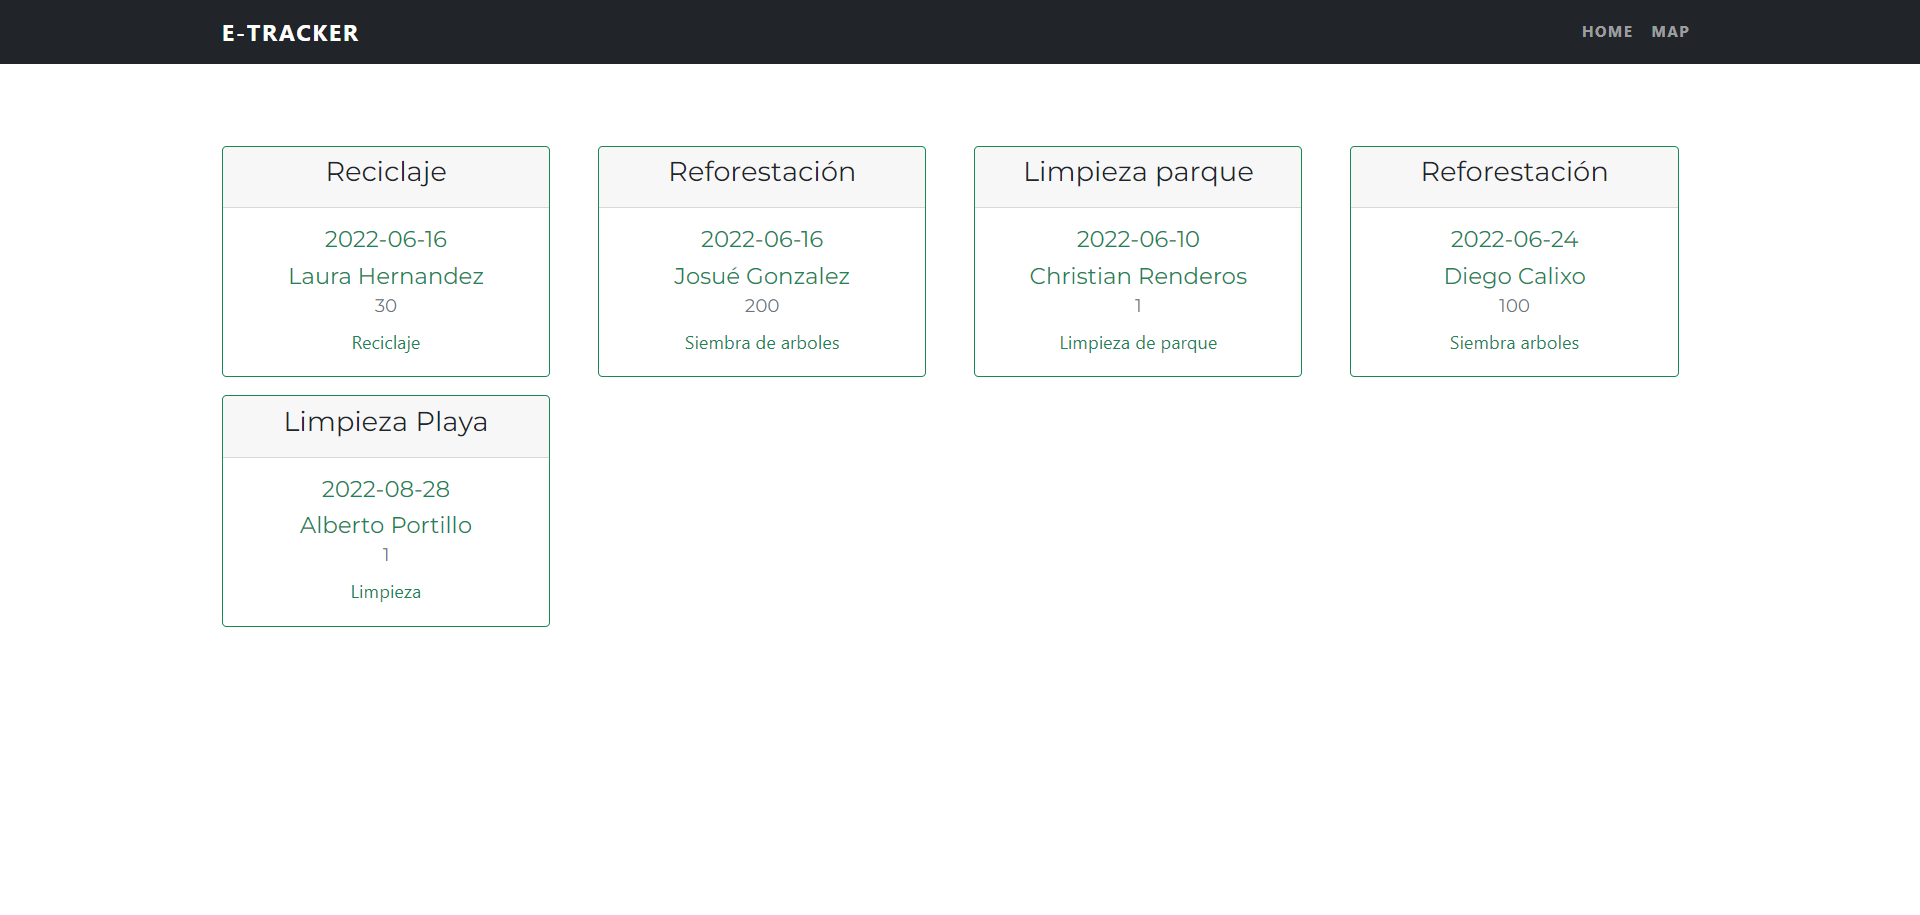 E-TRACKER
HOME MAP
Reciclaje
2022-06-16
Laura Hernandez
30
Reciclaje
Reforestación
2022-06-16
Josué Gonzalez
200
Siembra de arboles
Limpieza parque
2022-06-10
Christian Renderos
1
Limpieza de parque
Reforestación
2022-06-24
Diego Calixo
100
Siembra arboles
Limpieza Playa
2022-08-28
Alberto Portillo
1
Limpieza